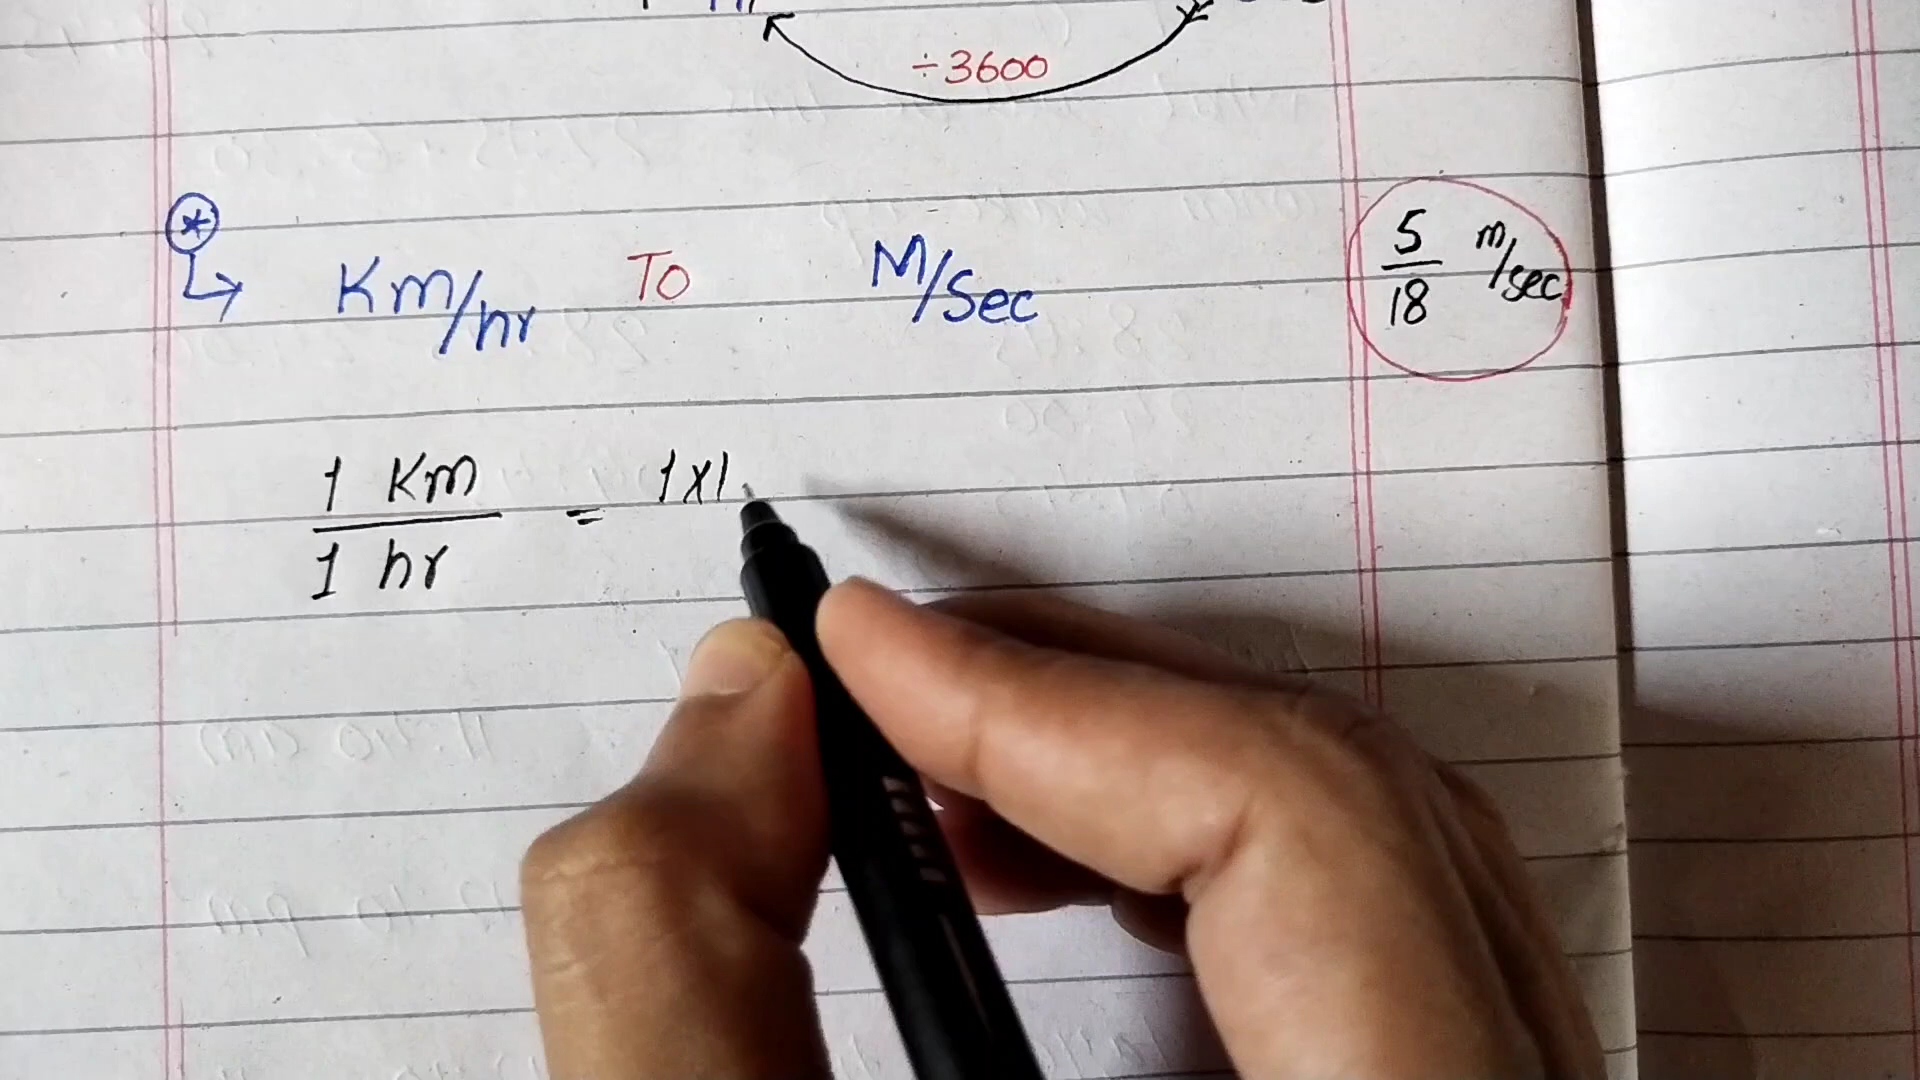 ÷3600
* Km/hr To M/Sec
5/18 m/sec
1 Km / 1 hr = 1x1